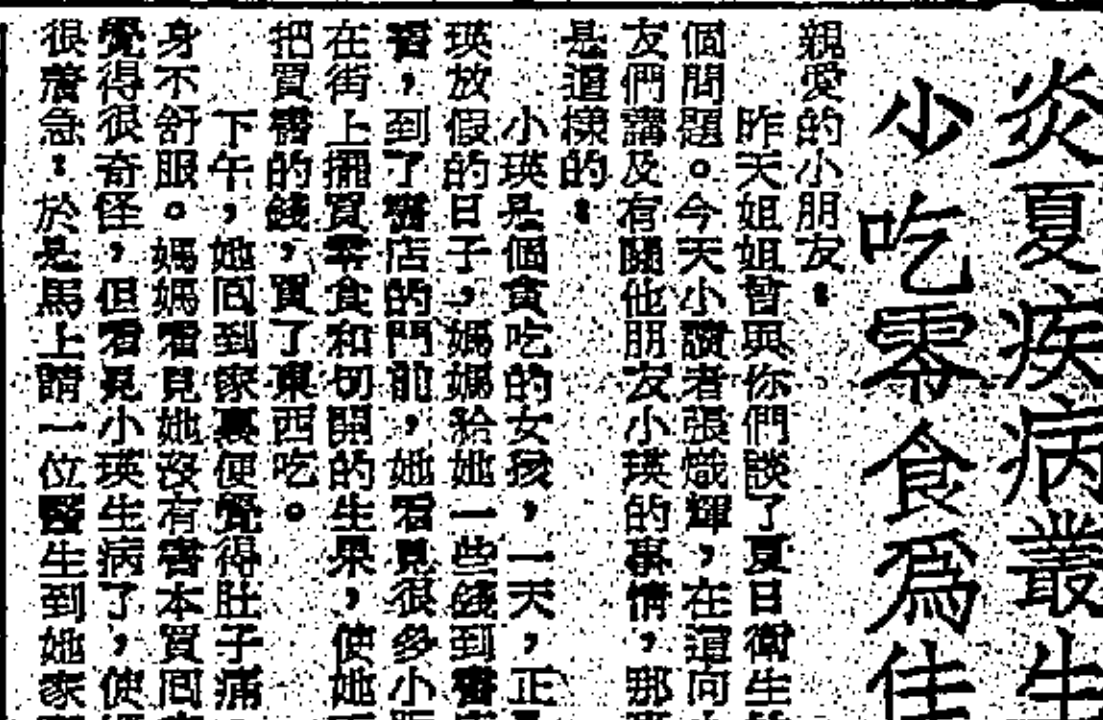 炎夏疾病叢生
少吃零食爲佳
親愛的小朋友：
昨天姐姐曾與你們談了夏日衛生
個問題。今天小讀者張熾輝，在這向
友們講及有關他朋友小瑛的事情，那
是這樣的：
小瑛是個貪吃的女孩，一天，正
瑛放假的日子，媽媽給她一些錢到書
書，到了書店的門前，她看見很多小
在街上擺買零食和切開的生果，使她
把買書的錢，買了東西吃。
下午，她囘到家裏便覺得肚子痛
身不舒服。媽媽看見她沒有書本買囘
覺得很奇怪，但看見小瑛生病了，使
很着急：於是馬上請一位醫生到她家